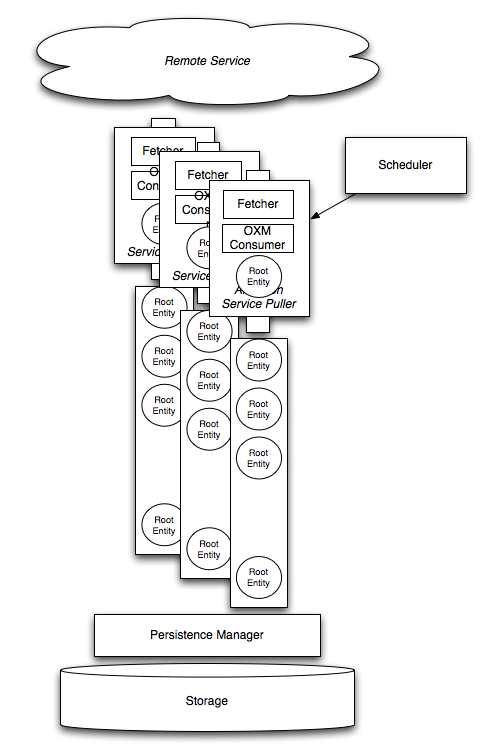 Remote Service
Scheduler
Fetcher
Fetcher
Service
Fetcher
OXM
Consumer
Root
Entity
Service Puller
Root
Entity
Root
Entity
Root
Entity
Root
Entity
Root
Entity
Root
Entity
Root
Entity
Root
Entity
Root
Entity
Root
Entity
Root
Entity
Root
Entity
Persistence Manager
Storage